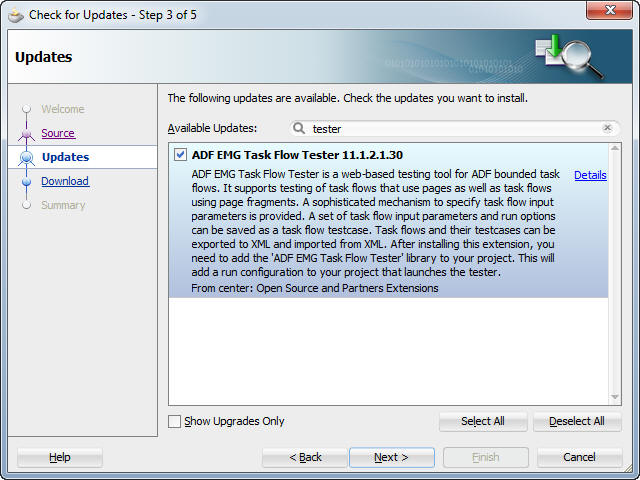 Check for Updates - Step 3 of 5
Updates
Welcome
Source
Updates
Download
Summary
The following updates are available. Check the updates you want to install.
Available Updates:
tester
ADF EMG Task Flow Tester 11.1.2.1.30
ADF EMG Task Flow Tester is a web-based testing tool for ADF bounded task
flows. It supports testing of task flows that use pages as well as task flows
using page fragments. A sophisticated mechanism to specify task flow input
parameters is provided. A set of task flow input parameters and run options
can be saved as a task flow testcase. Task flows and their testcases can be
exported to XML and imported from XML. After installing this extension, you
need to add the 'ADF EMG Task Flow Tester' library to your project. This will
add a run configuration to your project that launches the tester.
From center: Open Source and Partners Extensions
Details
Show Upgrades Only
Select All
Deselect All
Help
< Back
Next >
Finish
Cancel